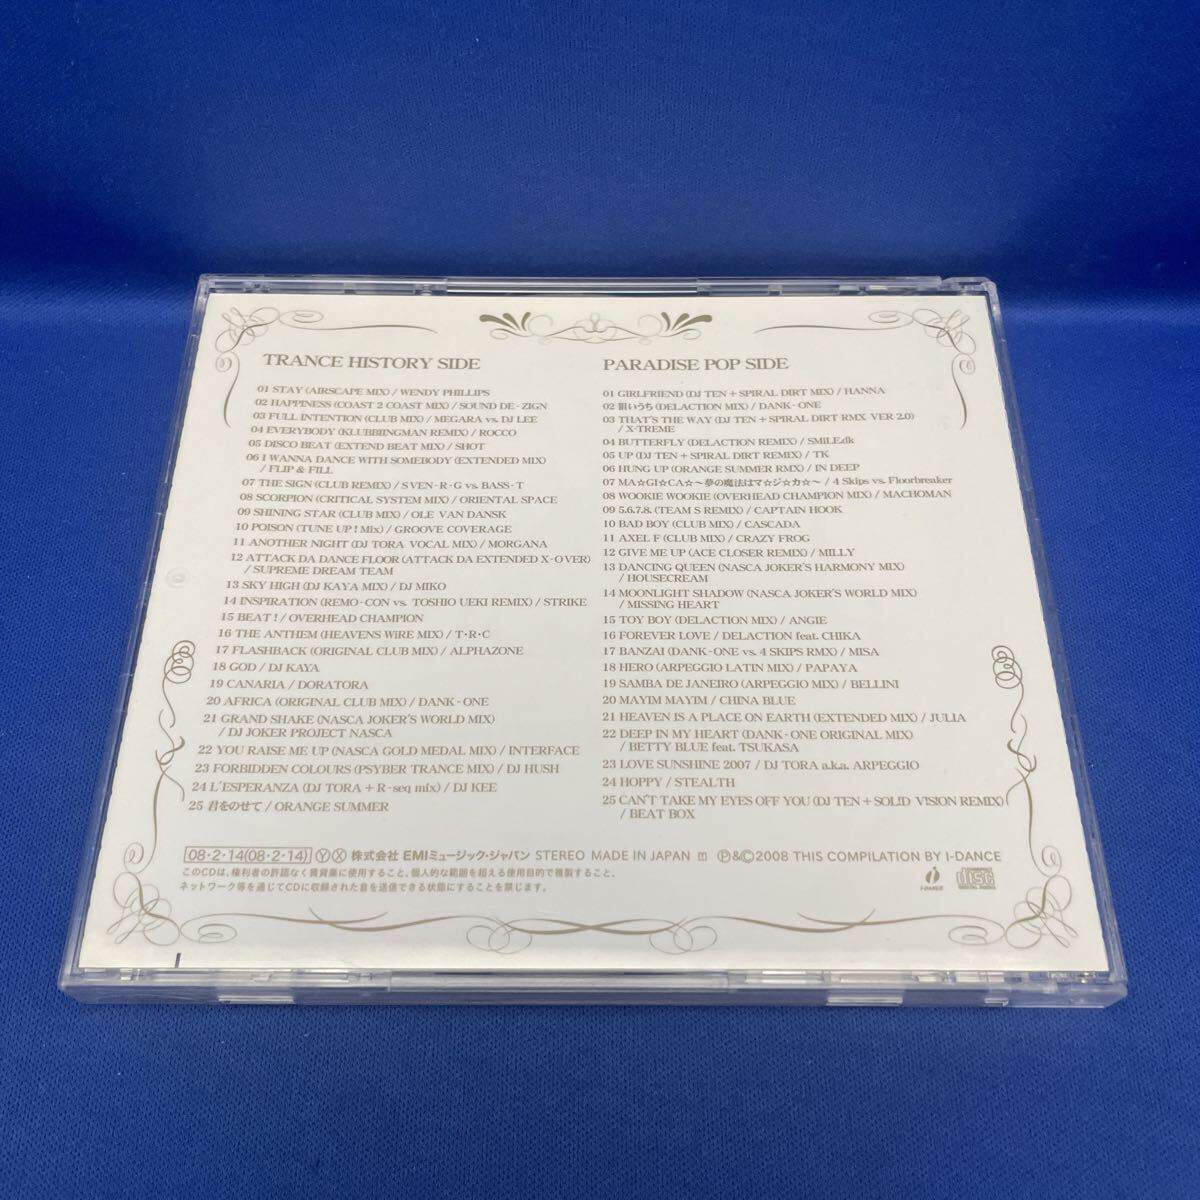 TRANCE HISTORY SIDE
01 STAY (AIRSCAPE MIX) / WENDY PHILLIPS
02 HAPPINESS (COAST 2 COAST MIX) / SOUND DE-ZIGN
03 FULL INTENTION (CLUB MIX) / MEGARA vs. DJ LEE
04 EVERYBODY (KLUBBIINGMAN REMIX) / ROCCO
05 DISCO BEAT (EXTEND BEAT MIX) / SHOT
06 I WANNA DANCE WITH SOMEBODY (EXTENDED MIX)
/ FLIP & FILL
07 THE SIGN (CLUB REMIX) / SVEN-R-G vs. BASS-T
08 SCORPION (CRITICAL SYSTEM MIX) / ORIENTAL SPACE
09 SHINING STAR (CLUB MIX) / OLE VAN DANSK
10 POISON (TUNE UP! Mix) / GROOVE COVERAGE
11 ANOTHER NIGHT (DJ TORA VOCAL MIX) / MORGANA
12 ATTACK DA DANCE FLOOR (ATTACK DA EXTENDED X-OVER)
/ SUPREME DREAM TEAM
13 SKY HIGH (DJ KAYA MIX) / DJ MIKO
14 INSPIRATION (REMO-CON vs. TOSHIO UEKI REMIX) / STRIKE
15 BEAT! / OVERHEAD CHAMPION
16 THE ANTHEM (HEAVENS WIRE MIX) / T・R・C
17 FLASHBACK (ORIGINAL CLUB MIX) / ALPHAZONE
18 GOD / DJ KAYA
19 CANARIA / DORATORA
20 AFRICA (ORIGINAL CLUB MIX) / DANK-ONE
21 GRAND SHAKE (NASCA JOKER'S WORLD MIX)
/ DJ JOKER PROJECT NASCA
22 YOU RAISE ME UP (NASCA GOLD MEDAL MIX) / INTERFACE
23 FORBIDDEN COLOURS (PSYBER TRANCE MIX) / DJ HUSH
24 L'ESPERANZA (DJ TORA + R-seq mix) / DJ KEE
25 君をのせて / ORANGE SUMMER
PARADISE POP SIDE
01 GIRLFRIEND (DJ TEN + SPIRAL DIRT MIX) / HANNA
02 狙いうち (DELACTION MIX) / DANK-ONE
03 THAT'S THE WAY (DJ TEN + SPIRAL DIRT RMX VER 2.0)
/ X-TREME
04 BUTTERFLY (DELACTION REMIX) / SMiLE.dk
05 UP (DJ TEN + SPIRAL DIRT REMIX) / TK
06 HUNG UP (ORANGE SUMMER RMX) / IN DEEP
07 MA☆GI☆CA☆〜夢の魔法はマ☆ジ☆カ☆〜 / 4 Skips vs. Floorbreaker
08 WOOKIE WOOKIE (OVERHEAD CHAMPION MIX) / MACHOMAN
09 5.6.7.8. (TEAM S REMIX) / CAPTAIN HOOK
10 BAD BOY (CLUB MIX) / CASCADA
11 AXEL F (CLUB MIX) / CRAZY FROG
12 GIVE ME UP (ACE CLOSER REMIX) / MILLY
13 DANCING QUEEN (NASCA JOKER'S HARMONY MIX)
/ HOUSECREAM
14 MOONLIGHT SHADOW (NASCA JOKER'S WORLD MIX)
/ MISSING HEART
15 TOY BOY (DELACTION MIX) / ANGIE
16 FOREVER LOVE / DELACTION feat. CHIKA
17 BANZAI (DANK-ONE vs. 4 SKIPS RMX) / MISA
18 HERO (ARPEGGIO LATIN MIX) / PAPAYA
19 SAMBA DE JANEIRO (ARPEGGIO MIX) / BELLINI
20 MAYIM MAYIM / CHINA BLUE
21 HEAVEN IS A PLACE ON EARTH (EXTENDED MIX) / JULIA
22 DEEP IN MY HEART (DANK-ONE ORIGINAL MIX)
/ BETTY BLUE feat. TSUKASA
23 LOVE SUNSHINE 2007 / DJ TORA a.k.a. ARPEGGIO
24 HOPPY / STEALTH
25 CAN'T TAKE MY EYES OFF YOU (DJ TEN + SOL!D V!S!ON REMIX)
/ BEAT BOX
08・2・14(08・2・14) Ⓨ Ⓧ 株式会社 EMIミュージック・ジャパン STEREO MADE IN JAPAN Ⓟ&Ⓒ2008 THIS COMPILATION BY I-DANCE
このCDは、権利者の許諾なく賃貸業に使用すること、個人的な範囲を超える使用目的で複製すること、
ネットワーク等を通じてCDに収録された音を送信できる状態にすることを禁じます。
I-DANCE
COMPACT disc DIGITAL AUDIO